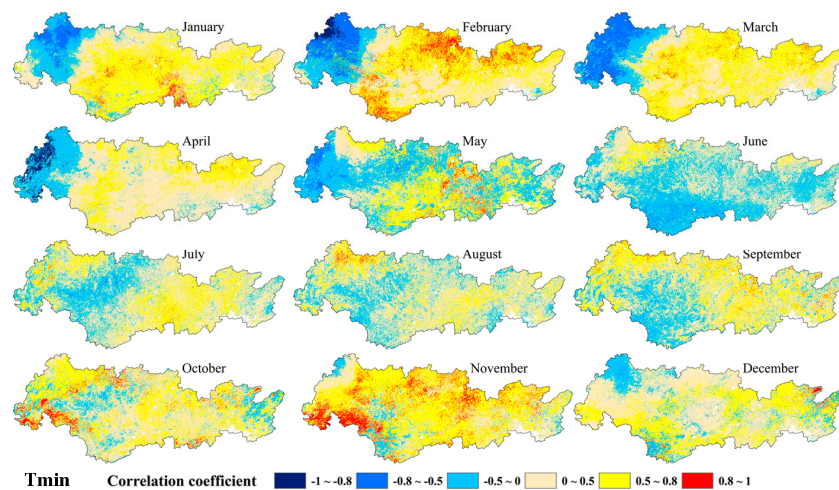 January
February
March
April
May
June
July
August
September
October
November
December
Tmin Correlation coefficient -1 ~ -0.8 -0.8 ~ -0.5 -0.5 ~ 0 0 ~ 0.5 0.5 ~ 0.8 0.8 ~ 1